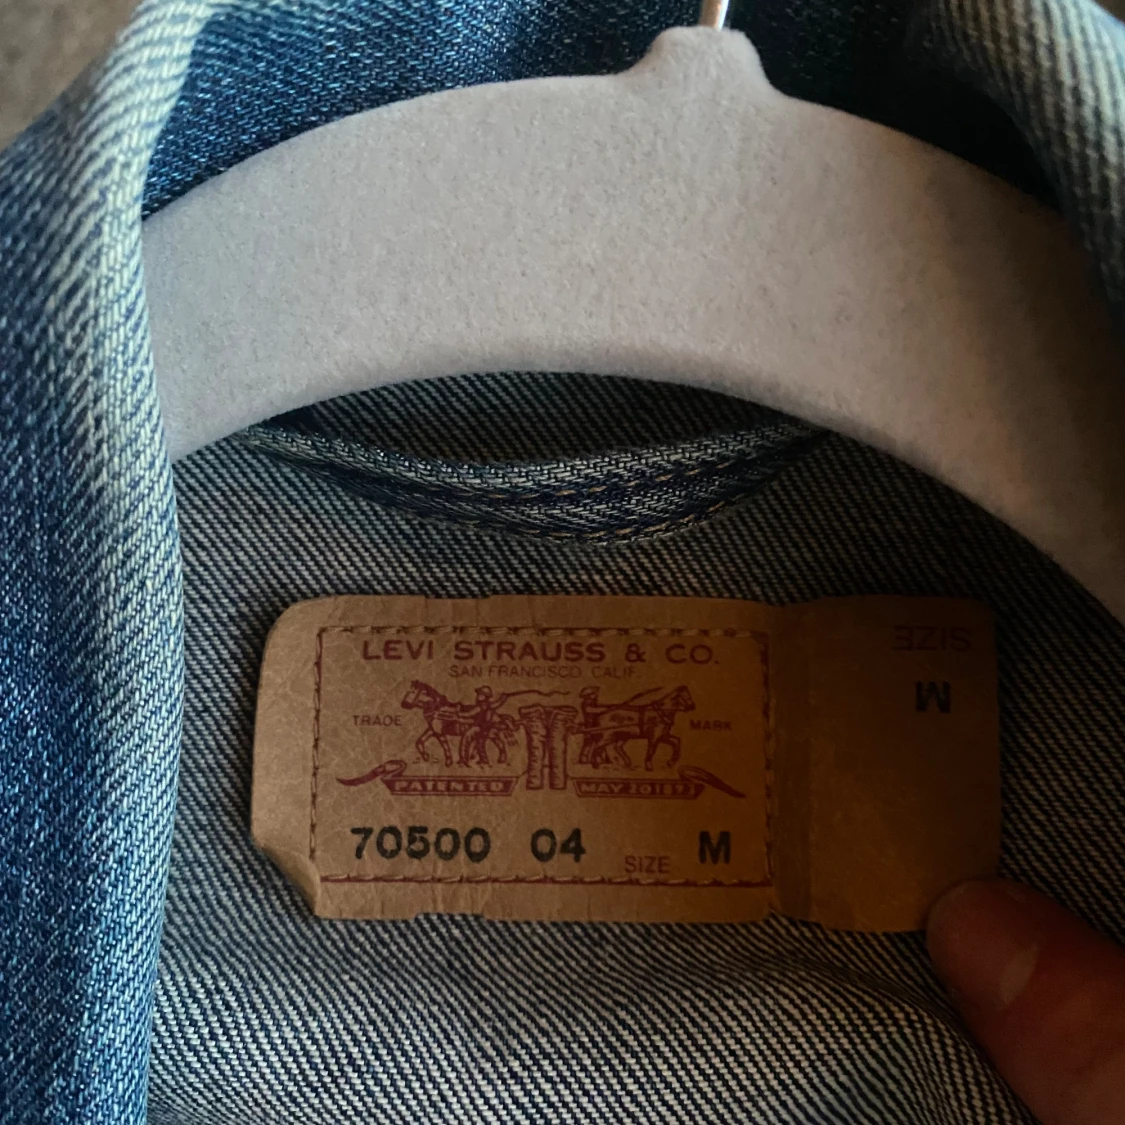 LEVI STRAUSS & CO.
SAN FRANCISCO, CALIF.
TRADE MARK
PATENTED MAY 20 1873
70500 04 SIZE M
SIZE
M